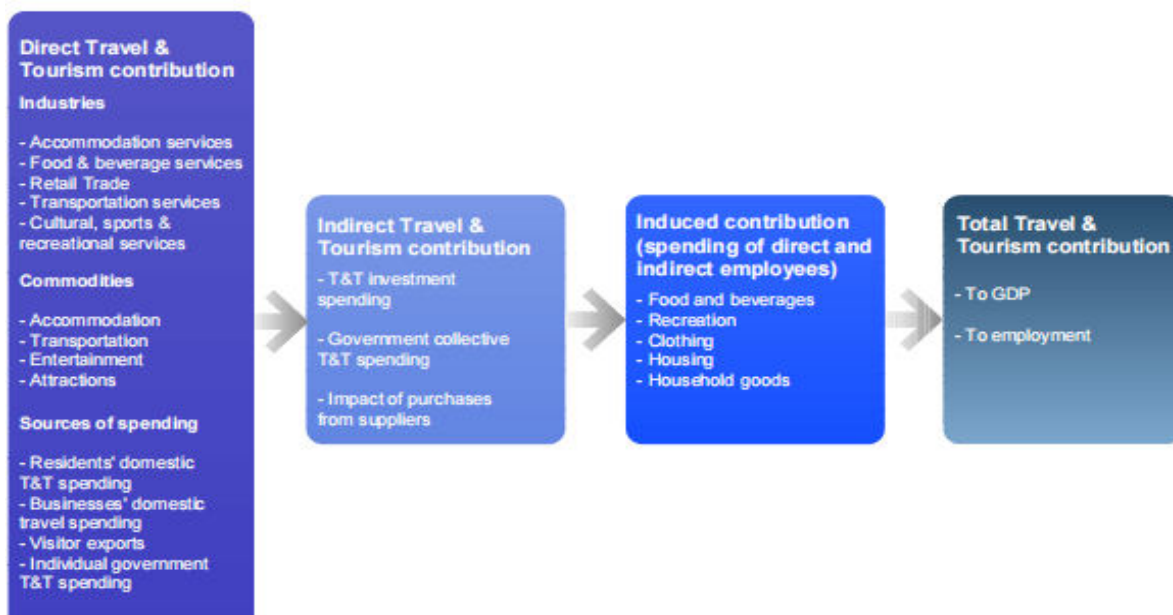 Direct Travel &
Tourism contribution
Industries
- Accommodation services
- Food & beverage services
- Retail Trade
- Transportation services
- Cultural, sports &
recreational services
Commodities
- Accommodation
- Transportation
- Entertainment
- Attractions
Sources of spending
- Residents' domestic
T&T spending
- Businesses' domestic
travel spending
- Visitor exports
- Individual government
T&T spending
Indirect Travel &
Tourism contribution
- T&T investment
spending
- Government collective
T&T spending
- Impact of purchases
from suppliers
Induced contribution
(spending of direct and
indirect employees)
- Food and beverages
- Recreation
- Clothing
- Housing
- Household goods
Total Travel &
Tourism contribution
- To GDP
- To employment